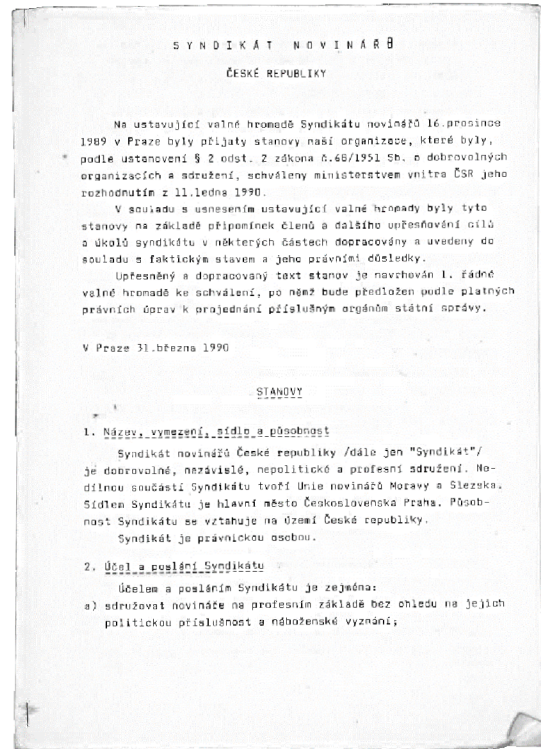 SYNDIKÁT NOVINÁŘŮ
ČESKÉ REPUBLIKY
Na ustavující valné hromadě Syndikátu novinářů 16.prosince
1989 v Praze byly přijaty stanovy naší organizace, které byly,
podle ustanovení § 2 odst. 2 zákona č.68/1951 Sb. o dobrovolných
organizacích a sdružení, schváleny ministerstvem vnitra ČSR jeho
rozhodnutím z 11.ledna 1990.
V souladu s usnesením ustavující valné hromady byly tyto
stanovy na základě připomínek členů a dalšího upřesňování cílů
a úkolů syndikátu v některých částech dopracovány a uvedeny do
souladu s faktickým stavem a jeho právními důsledky.
Upřesněný a dopracovaný text stanov je navrhován 1. řádné
valné hromadě ke schválení, po němž bude předložen podle platných
právních úprav k projednání příslušným orgánům státní správy.
V Praze 31.března 1990
STANOVY
1. Název, vymezení, sídlo a působnost
Syndikát novinářů České republiky /dále jen "Syndikát"/
je dobrovolné, nezávislé, nepolitické a profesní sdružení. Ne-
dílnou součástí Syndikátu tvoří Unie novinářů Moravy a Slezska.
Sídlem Syndikátu je hlavní město Československa Praha. Působ-
nost Syndikátu se vztahuje na území České republiky.
Syndikát je právnickou osobou.
2. Účel a poslání Syndikátu
Účelem a posláním Syndikátu je zejména:
a) sdružovat novináře na profesním základě bez ohledu na jejich
politickou příslušnost a náboženské vyznání;